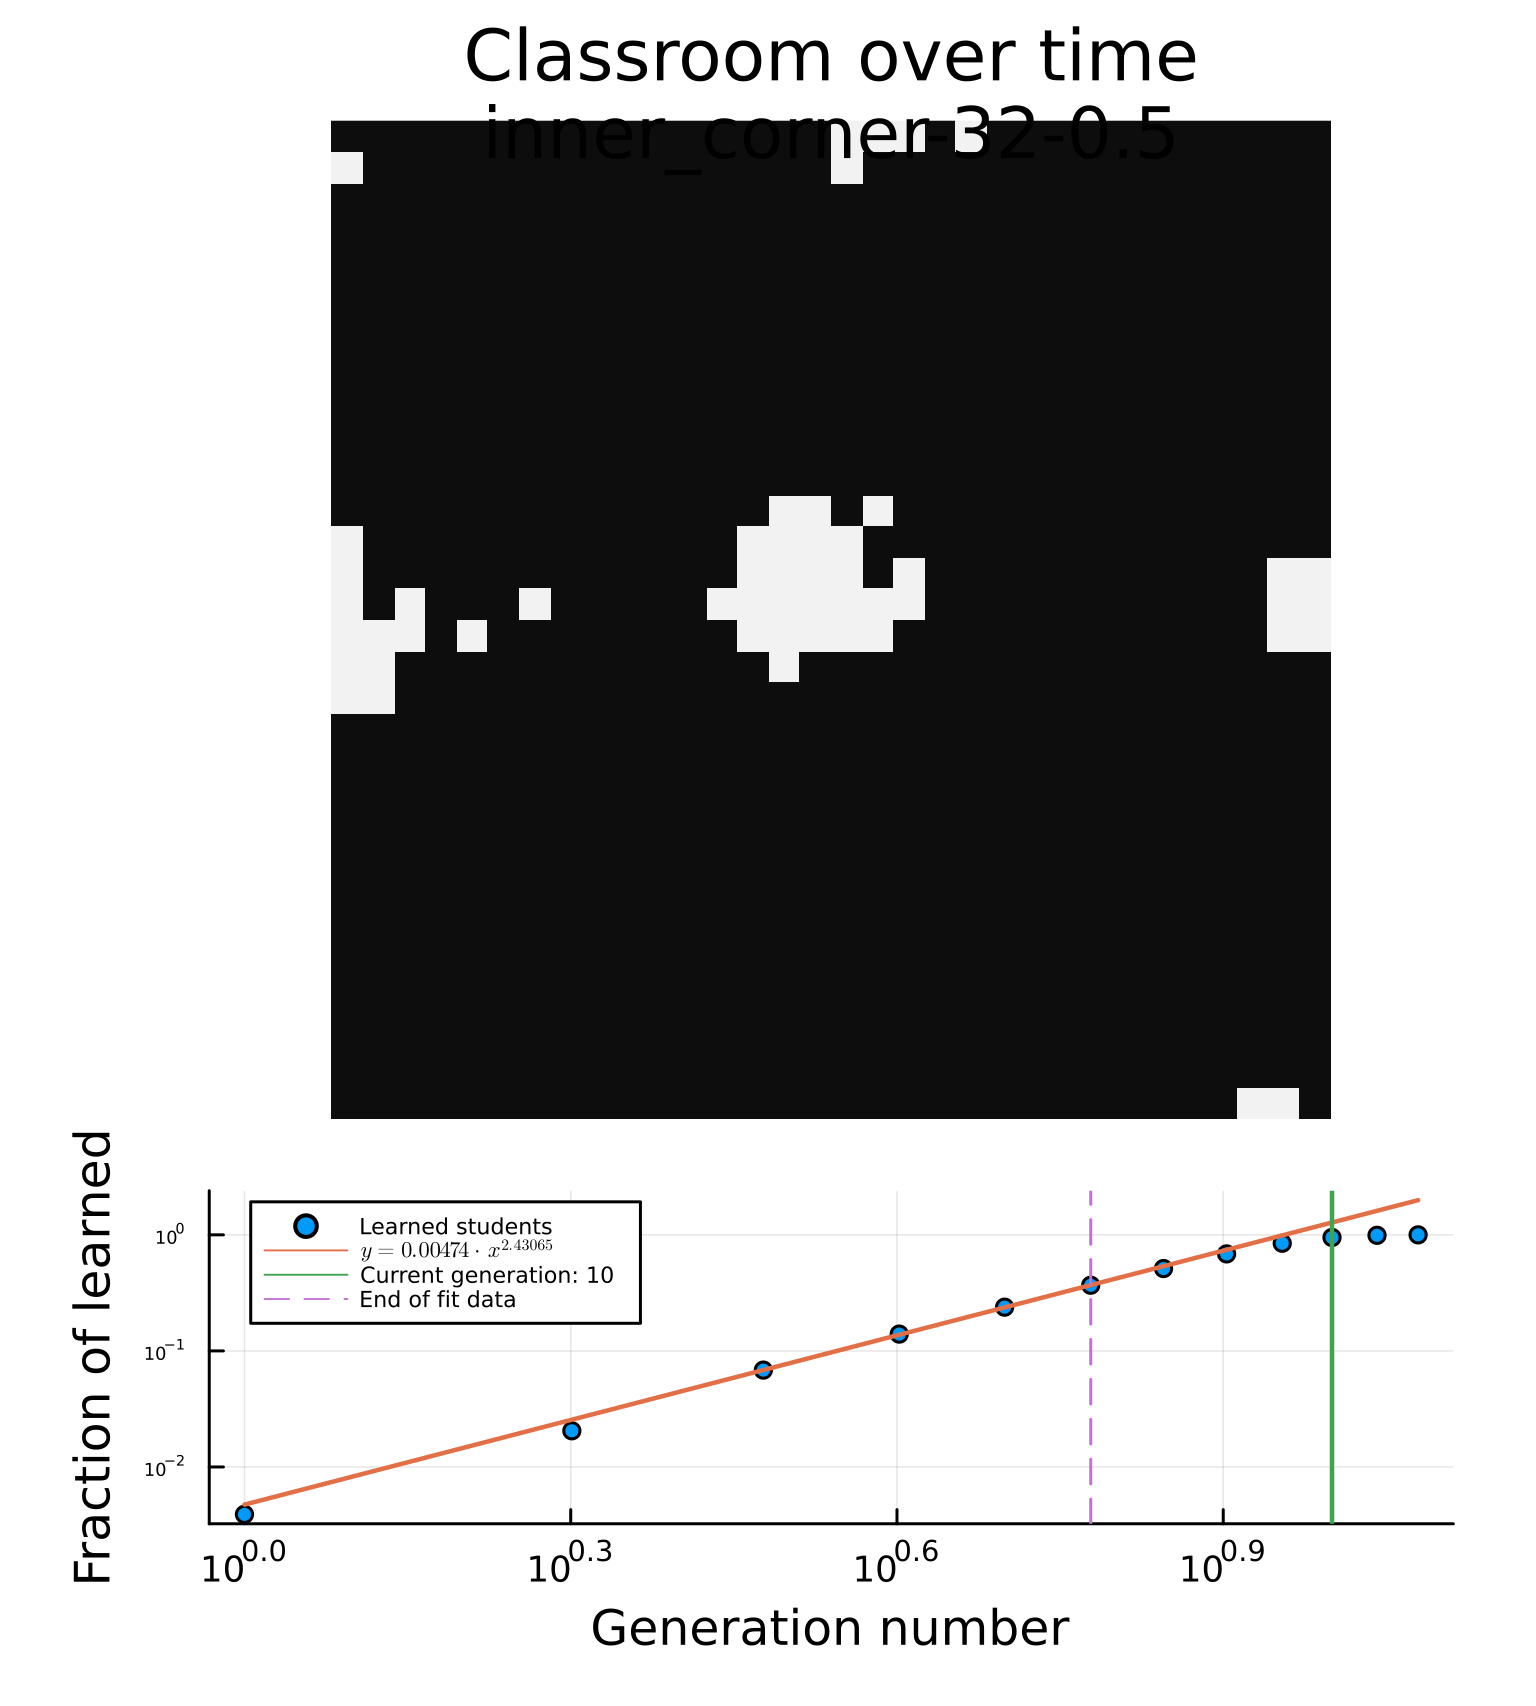 Classroom over time
inner_corner-32-0.5
Fraction of learned
10^0
10^−1
10^−2
Learned students
y = 0.00474 · x^2.43065
Current generation: 10
End of fit data
10^0.0 10^0.3 10^0.6 10^0.9
Generation number